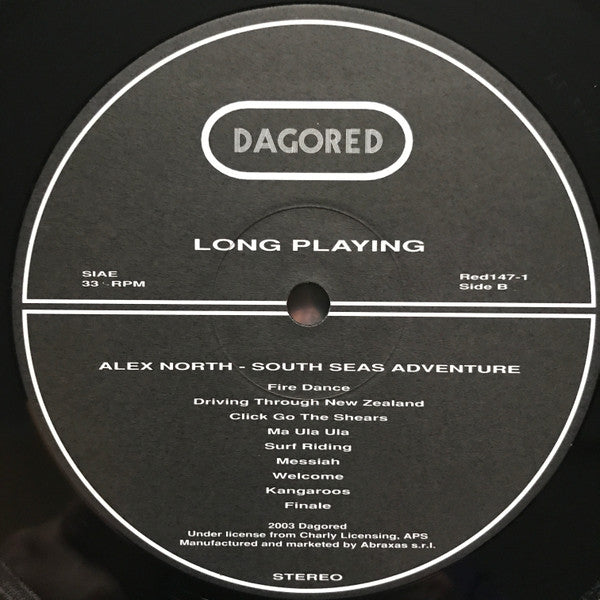 DAGORED
LONG PLAYING
SIAE
33 -RPM
Red147-1
Side B
ALEX NORTH - SOUTH SEAS ADVENTURE
Fire Dance
Driving Through New Zealand
Click Go The Shears
Ma Ula Ula
Surf Riding
Messiah
Welcome
Kangaroos
Finale
2003 Dagored
Under license from Charly Licensing, APS
Manufactured and marketed by Abraxas s.r.l.
STEREO